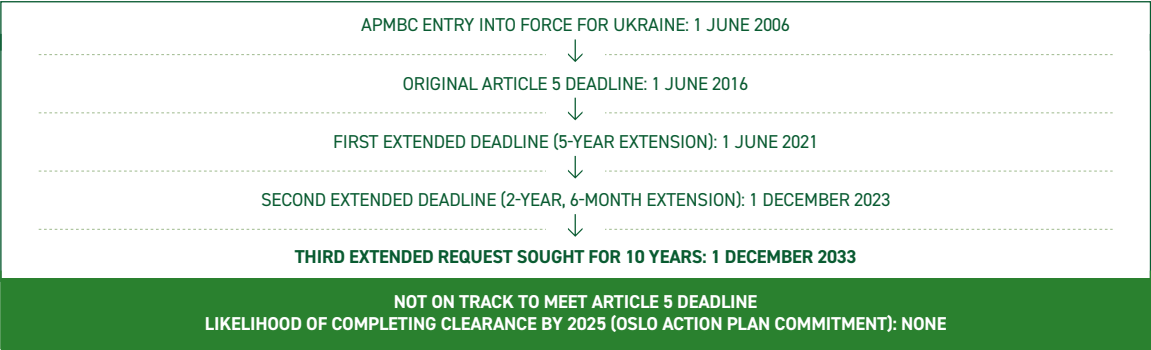 APMBC ENTRY INTO FORCE FOR UKRAINE: 1 JUNE 2006
ORIGINAL ARTICLE 5 DEADLINE: 1 JUNE 2016
FIRST EXTENDED DEADLINE (5-YEAR EXTENSION): 1 JUNE 2021
SECOND EXTENDED DEADLINE (2-YEAR, 6-MONTH EXTENSION): 1 DECEMBER 2023
THIRD EXTENDED REQUEST SOUGHT FOR 10 YEARS: 1 DECEMBER 2033
NOT ON TRACK TO MEET ARTICLE 5 DEADLINE
LIKELIHOOD OF COMPLETING CLEARANCE BY 2025 (OSLO ACTION PLAN COMMITMENT): NONE